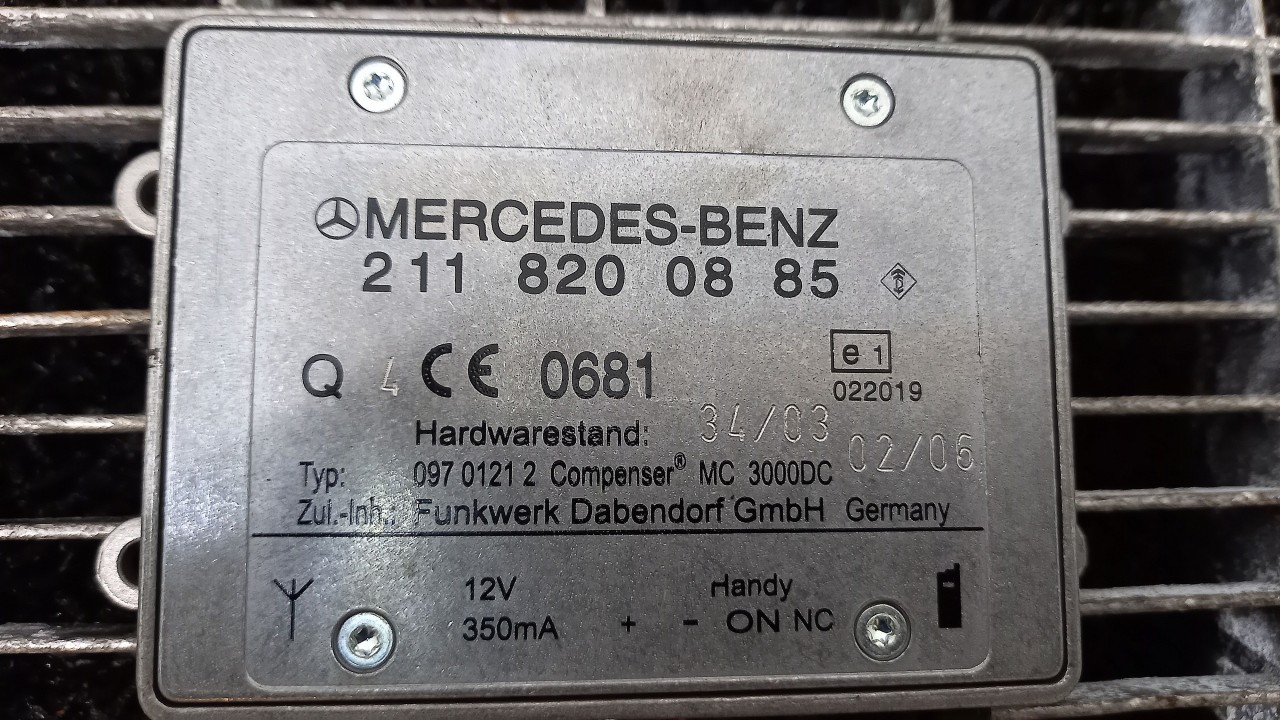 MERCEDES-BENZ
211 820 08 85
Q 4 CE 0681 e 1
022019
Hardwarestand: 34/03 02/06
Typ: 097 0121 2 Compenser® MC 3000DC
Zul.-Inh.: Funkwerk Dabendorf GmbH Germany
12V Handy
350mA + - ON NC